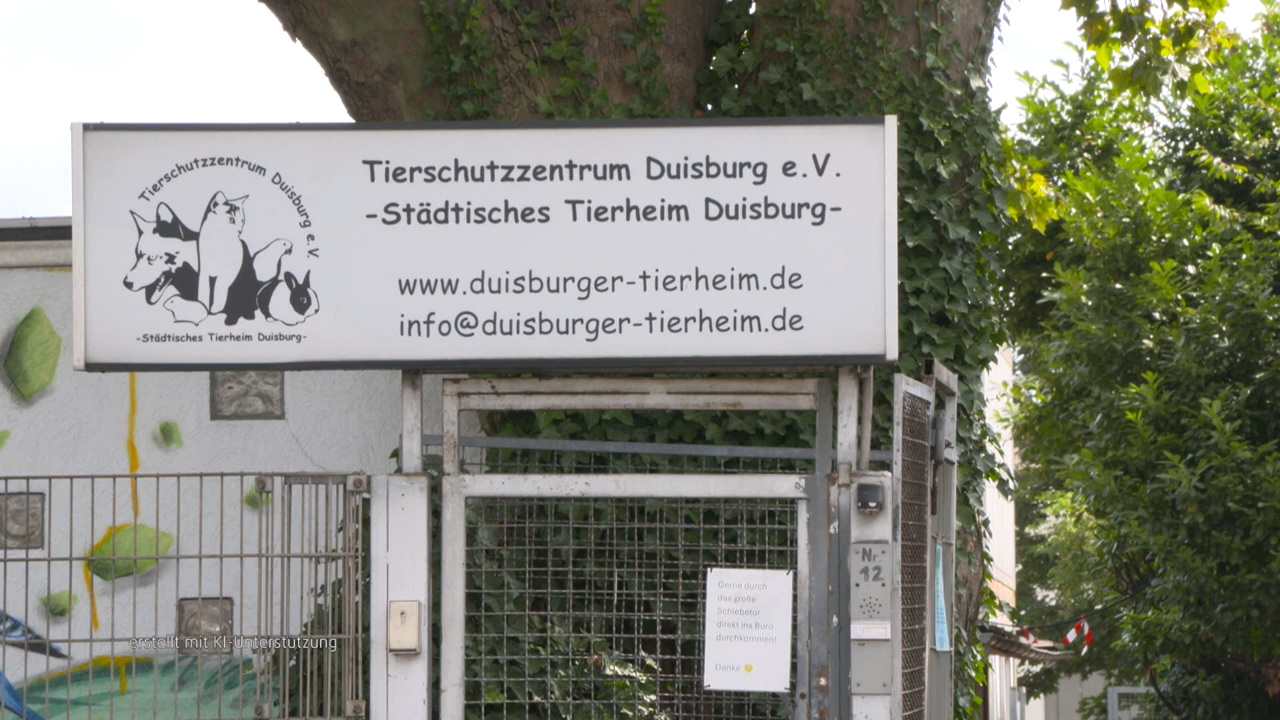 Tierschutzzentrum Duisburg e.V.
-Städtisches Tierheim Duisburg-
Tierschutzzentrum Duisburg e.V.
-Städtisches Tierheim Duisburg-
www.duisburger-tierheim.de
info@duisburger-tierheim.de
Nr
12
Gerne durch
das große
Schiebetor
direkt ins Büro
durchkommen!
Danke
erstellt mit KI-Unterstützung